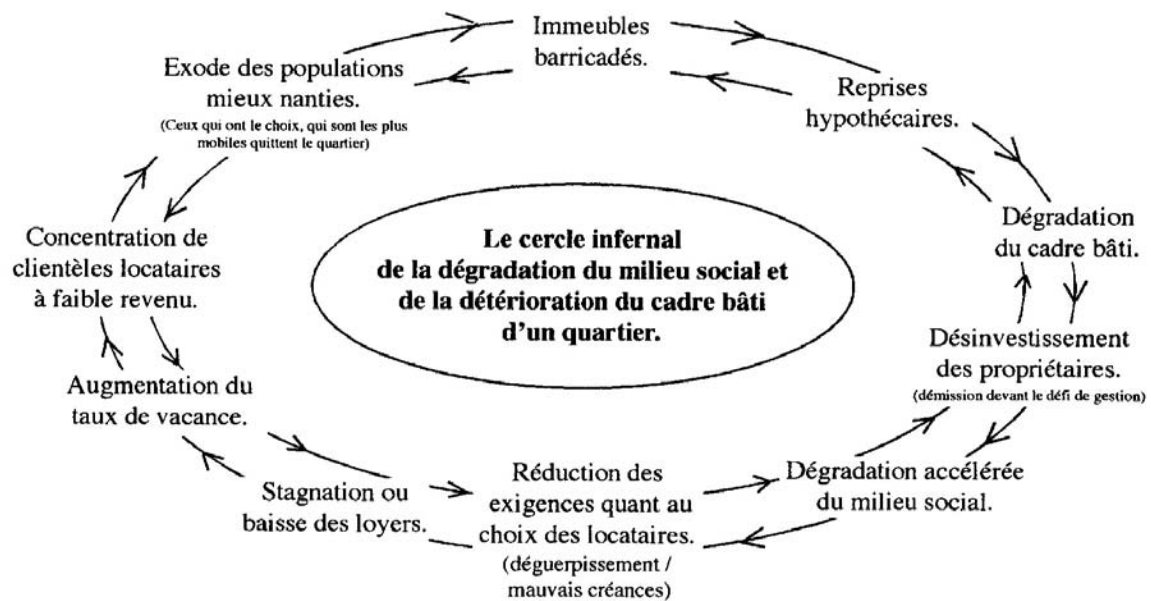 Immeubles
barricadés.
Reprises
hypothécaires.
Dégradation
du cadre bâti.
Désinvestissement
des propriétaires.
(démission devant le défi de gestion)
Dégradation accélérée
du milieu social.
Réduction des
exigences quant au
choix des locataires.
(déguerpissement /
mauvais créances)
Stagnation ou
baisse des loyers.
Augmentation du
taux de vacance.
Concentration de
clientèles locataires
à faible revenu.
Exode des populations
mieux nanties.
(Ceux qui ont le choix, qui sont les plus
mobiles quittent le quartier)
Le cercle infernal
de la dégradation du milieu social et
de la détérioration du cadre bâti
d'un quartier.